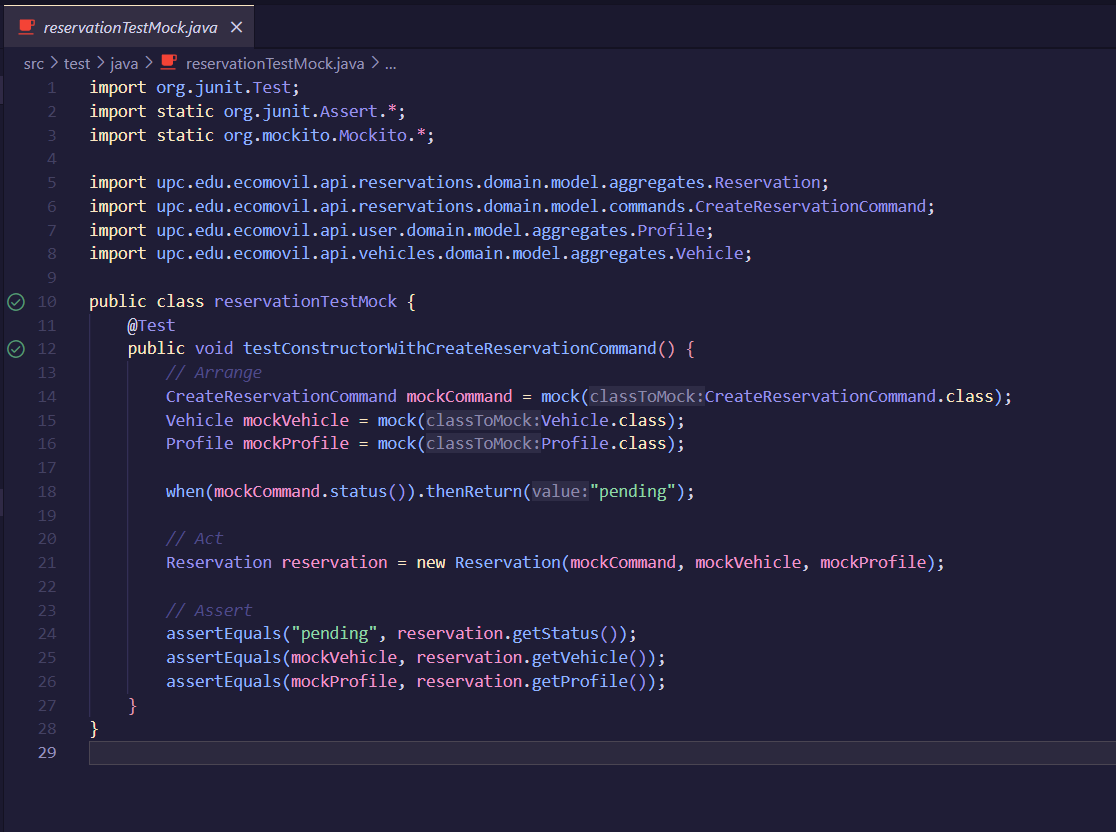 reservationTestMock.java ×
src > test > java > reservationTestMock.java > ...
1 import org.junit.Test;
2 import static org.junit.Assert.*;
3 import static org.mockito.Mockito.*;
4
5 import upc.edu.ecomovil.api.reservations.domain.model.aggregates.Reservation;
6 import upc.edu.ecomovil.api.reservations.domain.model.commands.CreateReservationCommand;
7 import upc.edu.ecomovil.api.user.domain.model.aggregates.Profile;
8 import upc.edu.ecomovil.api.vehicles.domain.model.aggregates.Vehicle;
9
10 public class reservationTestMock {
11     @Test
12     public void testConstructorWithCreateReservationCommand() {
13         // Arrange
14         CreateReservationCommand mockCommand = mock(classToMock:CreateReservationCommand.class);
15         Vehicle mockVehicle = mock(classToMock:Vehicle.class);
16         Profile mockProfile = mock(classToMock:Profile.class);
17
18         when(mockCommand.status()).thenReturn(value:"pending");
19
20         // Act
21         Reservation reservation = new Reservation(mockCommand, mockVehicle, mockProfile);
22
23         // Assert
24         assertEquals("pending", reservation.getStatus());
25         assertEquals(mockVehicle, reservation.getVehicle());
26         assertEquals(mockProfile, reservation.getProfile());
27     }
28 }
29